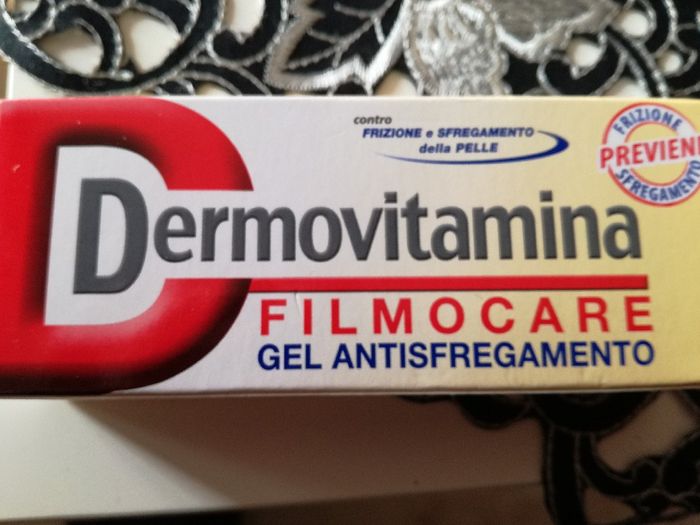 contro
FRIZIONE e SFREGAMENTO
della PELLE
FRIZIONE
PREVIENE
SFREGAMENTO
Dermovitamina
FILMOCARE
GEL ANTISFREGAMENTO